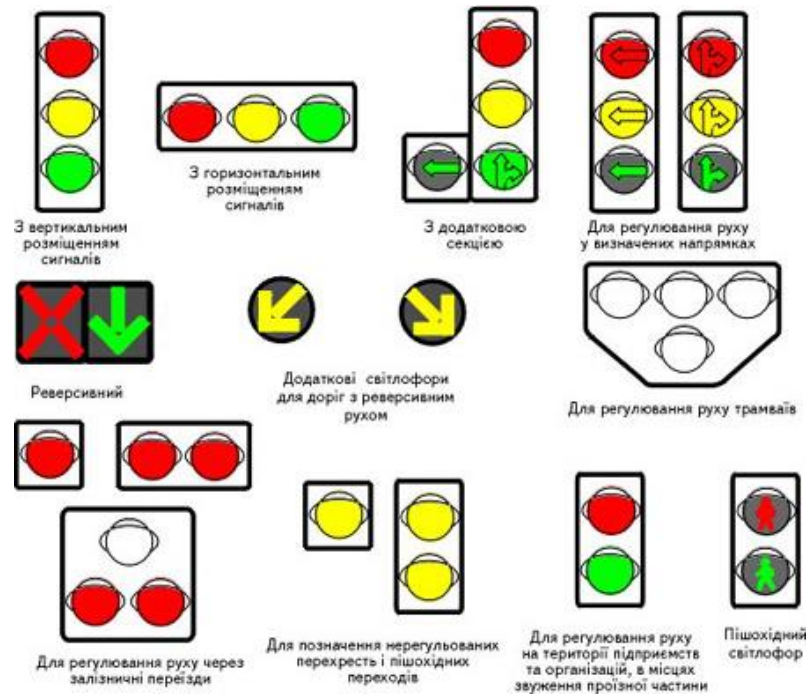 З вертикальним
розміщенням
сигналів
З горизонтальним
розміщенням
сигналів
З додатковою
секцією
Для регулювання руху
у визначених напрямках
Реверсивний
Додаткові світлофори
для доріг з реверсивним
рухом
Для регулювання руху трамваїв
Для регулювання руху через
залізничні переїзди
Для позначення нерегульованих
перехресть і пішохідних
переходів
Для регулювання руху
на території підприємств
та організацій, в місцях
звуження проїзної частини
Пішохідний
світлофор